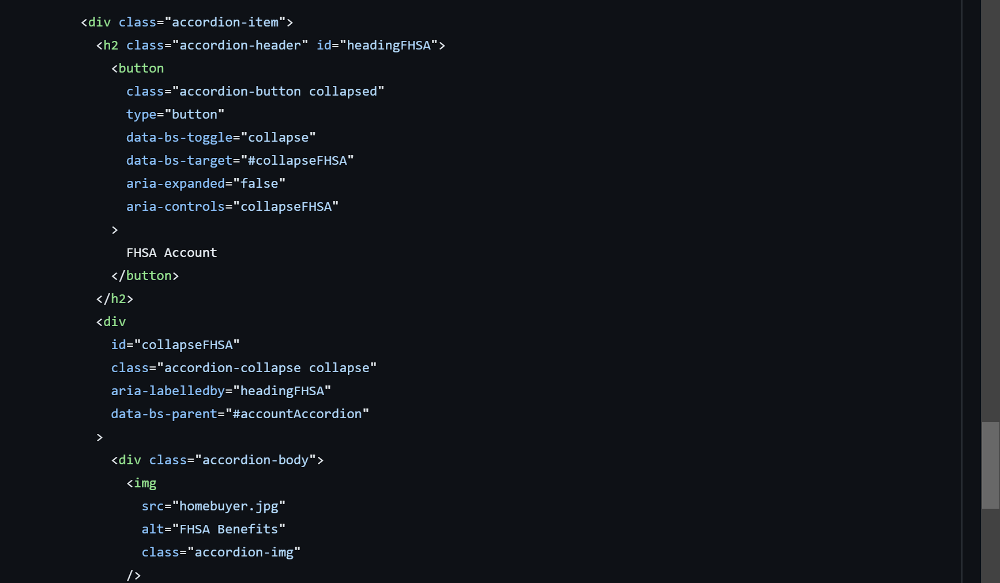 <div class="accordion-item">
<h2 class="accordion-header" id="headingFHSA">
<button
class="accordion-button collapsed"
type="button"
data-bs-toggle="collapse"
data-bs-target="#collapseFHSA"
aria-expanded="false"
aria-controls="collapseFHSA"
>
FHSA Account
</button>
</h2>
<div
id="collapseFHSA"
class="accordion-collapse collapse"
aria-labelledby="headingFHSA"
data-bs-parent="#accountAccordion"
>
<div class="accordion-body">
<img
src="homebuyer.jpg"
alt="FHSA Benefits"
class="accordion-img"
/>